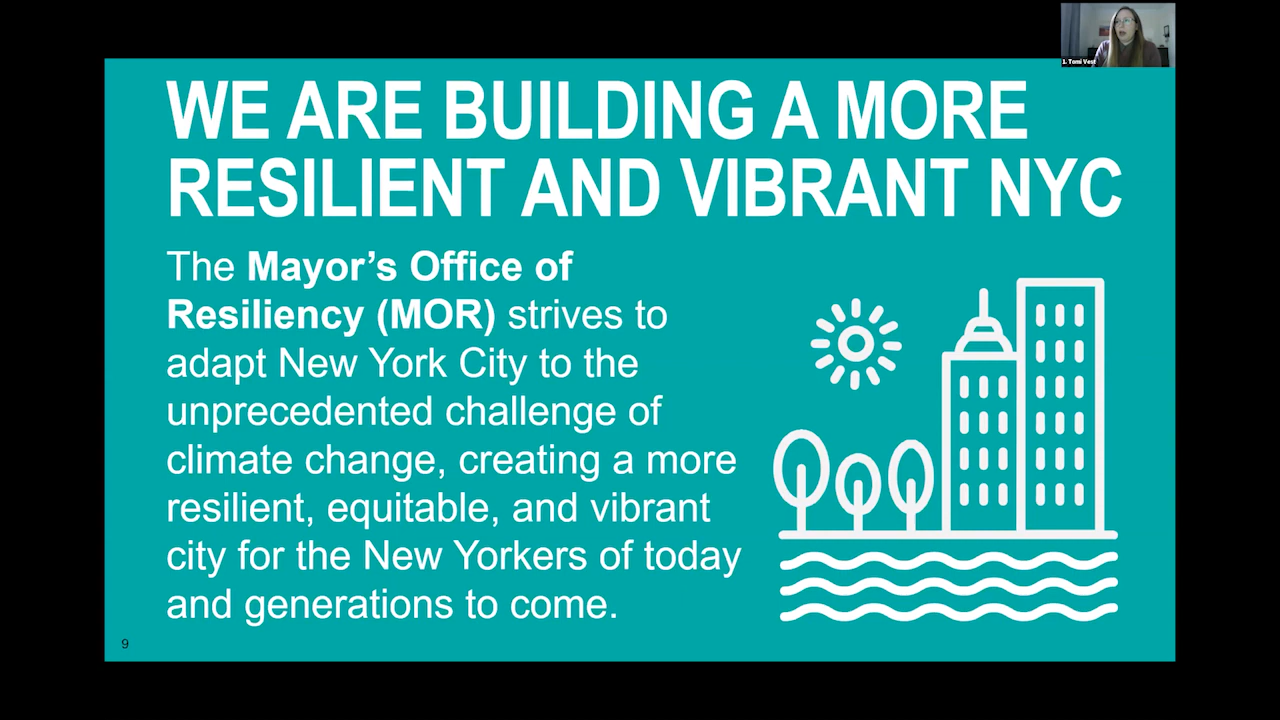 J. Tomi Vest
WE ARE BUILDING A MORE
RESILIENT AND VIBRANT NYC
The Mayor’s Office of
Resiliency (MOR) strives to
adapt New York City to the
unprecedented challenge of
climate change, creating a more
resilient, equitable, and vibrant
city for the New Yorkers of today
and generations to come.
9